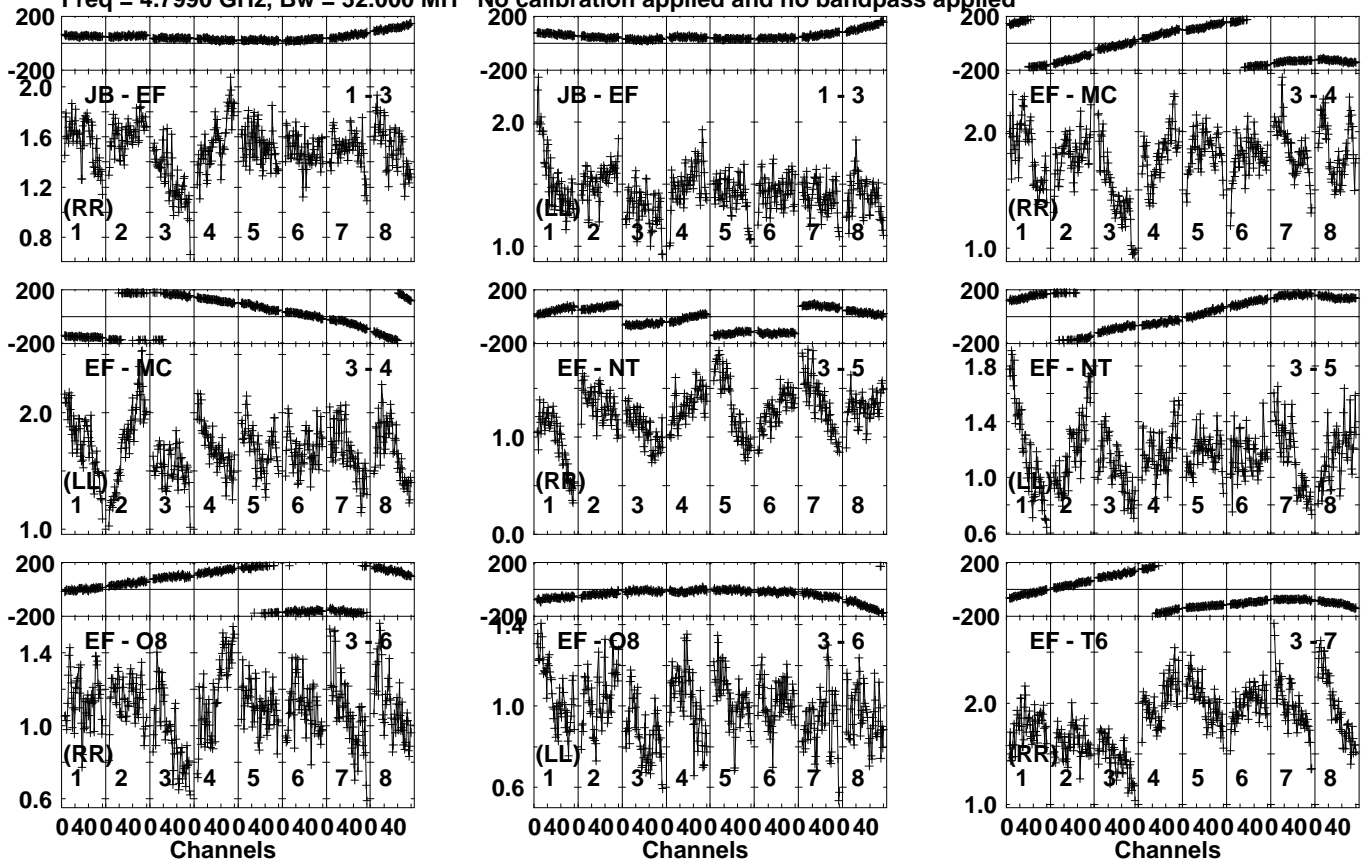 Freq = 4.7990 GHz, Bw = 32.000 MH No calibration applied and no bandpass applied
200 200 200
-200 -200 -200
2.0 JB - EF 1 - 3 JB - EF 1 - 3 EF - MC 3 - 4
2.0 2.0
1.6
1.2
(RR) (LL) (RR)
1 2 3 4 5 6 7 8 1 2 3 4 5 6 7 8 1 2 3 4 5 6 7 8
0.8 1.0 1.0
200 200 200
-200 -200 -200
EF - MC 3 - 4 EF - NT 3 - 5 1.8 EF - NT 3 - 5
2.0 1.0 1.4
1.0
(LL) (RR) (LL)
1 2 3 4 5 6 7 8 1 2 3 4 5 6 7 8 1 2 3 4 5 6 7 8
1.0 0.0 0.6
200 200 200
-200 -200 -200
EF - O8 3 - 6 1.4 EF - O8 3 - 6 EF - T6 3 - 7
1.4 2.0
1.0 1.0
(RR) (LL) (RR)
1 2 3 4 5 6 7 8 1 2 3 4 5 6 7 8 1 2 3 4 5 6 7 8
0.6 0.6 1.0
0 40 0 40 0 40 0 40 0 40 0 40 0 40 0 40 0 40 0 40 0 40 0 40 0 40 0 40 0 40 0 40 0 40 0 40 0 40 0 40 0 40 0 40 0 40 0 40
Channels Channels Channels